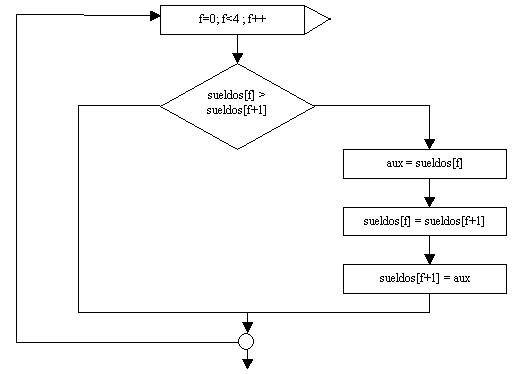 f=0; f<4 ; f++
sueldos[f] >
sueldos[f+1]
aux = sueldos[f]
sueldos[f] = sueldos[f+1]
sueldos[f+1] = aux